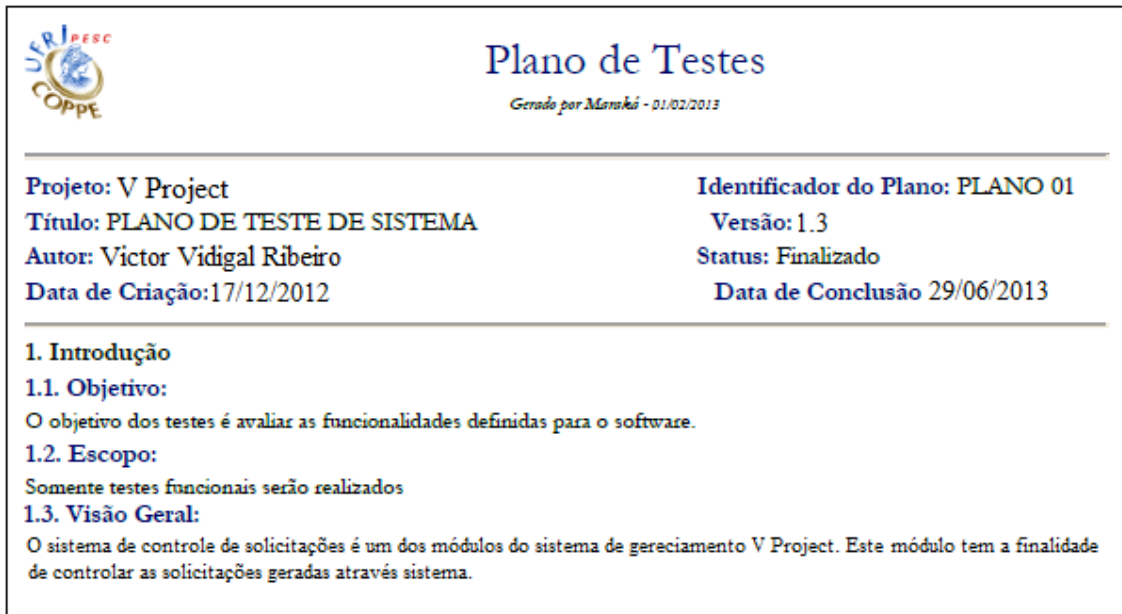 UFRJ PESC
COPPE
Plano de Testes
Gerado por Maraká - 01/02/2013
Projeto: V Project
Identificador do Plano: PLANO 01
Título: PLANO DE TESTE DE SISTEMA
Versão: 1.3
Autor: Victor Vidigal Ribeiro
Status: Finalizado
Data de Criação:17/12/2012
Data de Conclusão 29/06/2013
1. Introdução
1.1. Objetivo:
O objetivo dos testes é avaliar as funcionalidades definidas para o software.
1.2. Escopo:
Somente testes funcionais serão realizados
1.3. Visão Geral:
O sistema de controle de solicitações é um dos módulos do sistema de gereciamento V Project. Este módulo tem a finalidade
de controlar as solicitações geradas através sistema.